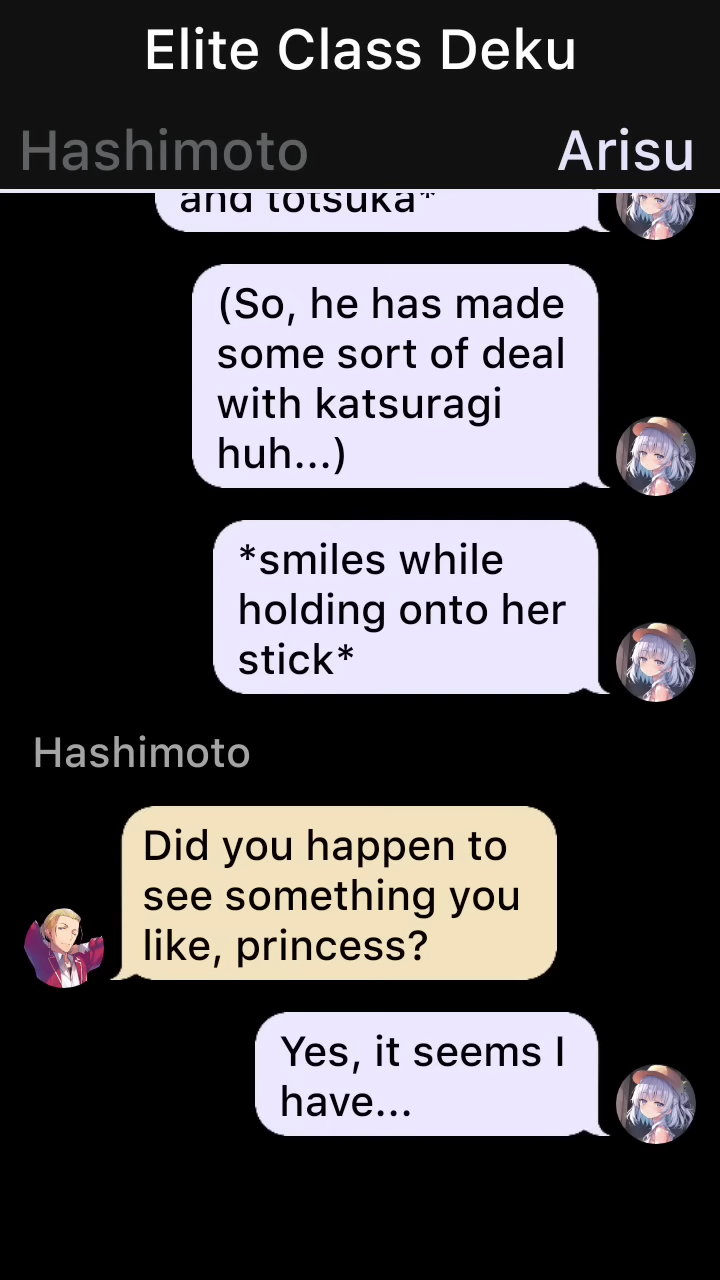 Elite Class Deku
Hashimoto
Arisu
and totsuka*
(So, he has made
some sort of deal
with katsuragi
huh...)
*smiles while
holding onto her
stick*
Hashimoto
Did you happen to
see something you
like, princess?
Yes, it seems I
have...